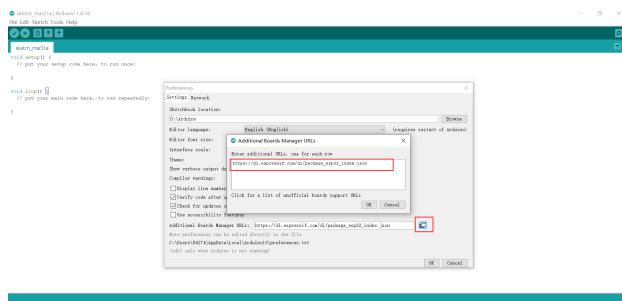 sketch_mar21a | Arduino 1.8.16
File Edit Sketch Tools Help
sketch_mar21a
void setup() {
// put your setup code here, to run once:
}
void loop() {
// put your main code here, to run repeatedly:
}
Preferences
Settings Network
Sketchbook location:
D:\Arduino
Browse
Editor language: English (English) (requires restart of Arduino)
Editor font size:
Interface scale:
Theme:
Show verbose output du
Compiler warnings:
Display line number
Verify code after u
Check for updates o
Use accessibility features
Additional Boards Manager URLs
Enter additional URLs, one for each row
https://dl.espressif.com/dl/package_esp32_index.json
Click for a list of unofficial boards support URLs
OK Cancel
Additional Boards Manager URLs: https://dl.espressif.com/dl/package_esp32_index.json
More preferences can be edited directly in the file
(edit only when Arduino is not running)
OK Cancel